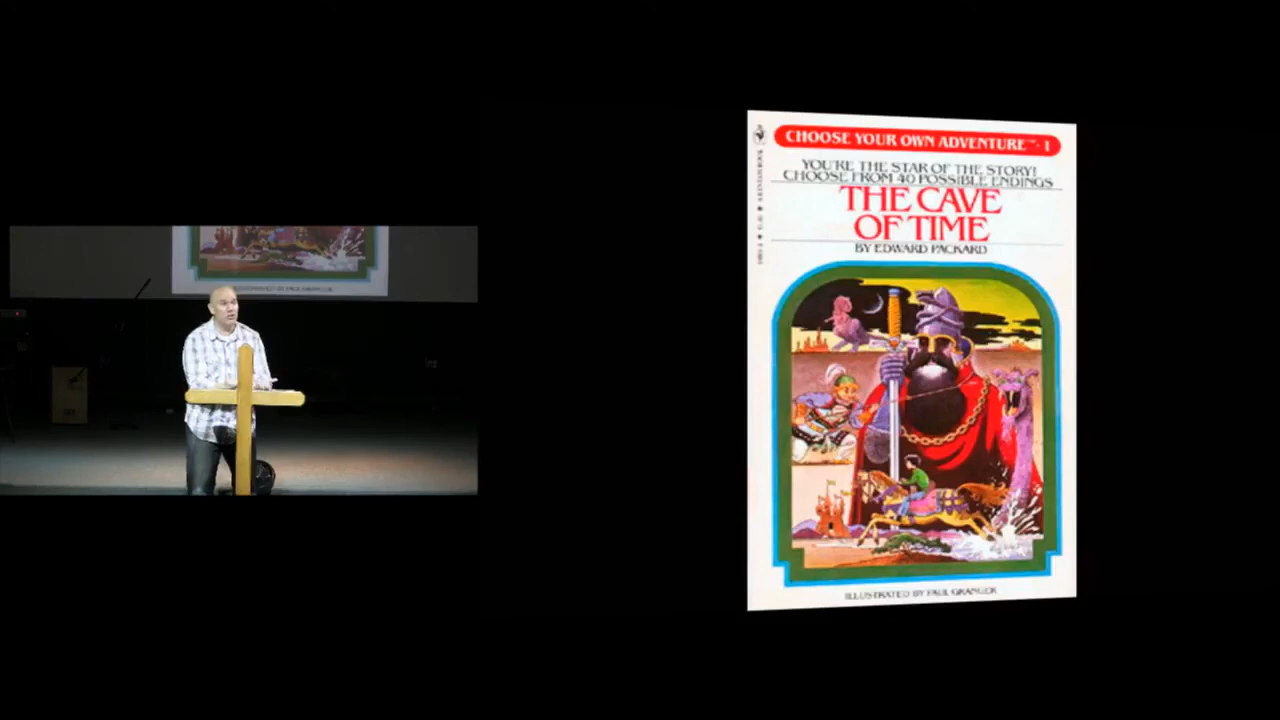 CHOOSE YOUR OWN ADVENTURE™ · 1
YOU'RE THE STAR OF THE STORY!
CHOOSE FROM 40 POSSIBLE ENDINGS
THE CAVE
OF TIME
BY EDWARD PACKARD
ILLUSTRATED BY PAUL GRANGER